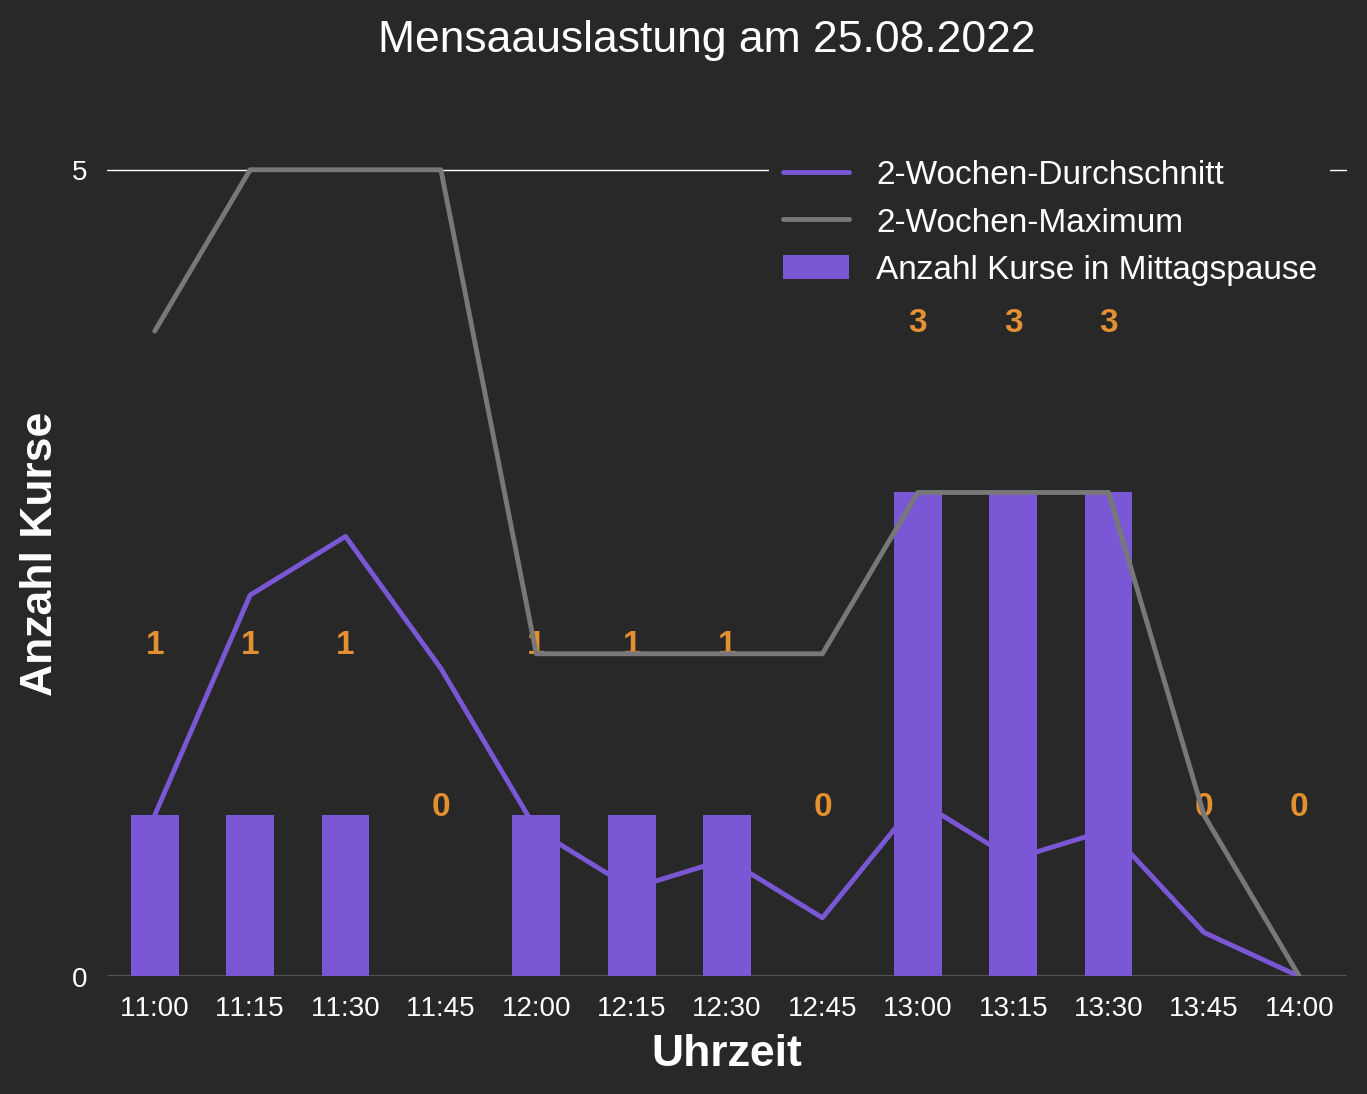 Mensaauslastung am 25.08.2022
5
2-Wochen-Durchschnitt
2-Wochen-Maximum
Anzahl Kurse in Mittagspause
3 3 3
Anzahl Kurse
1 1 1 1 1 1
0 0 0 0
0
11:00 11:15 11:30 11:45 12:00 12:15 12:30 12:45 13:00 13:15 13:30 13:45 14:00
Uhrzeit